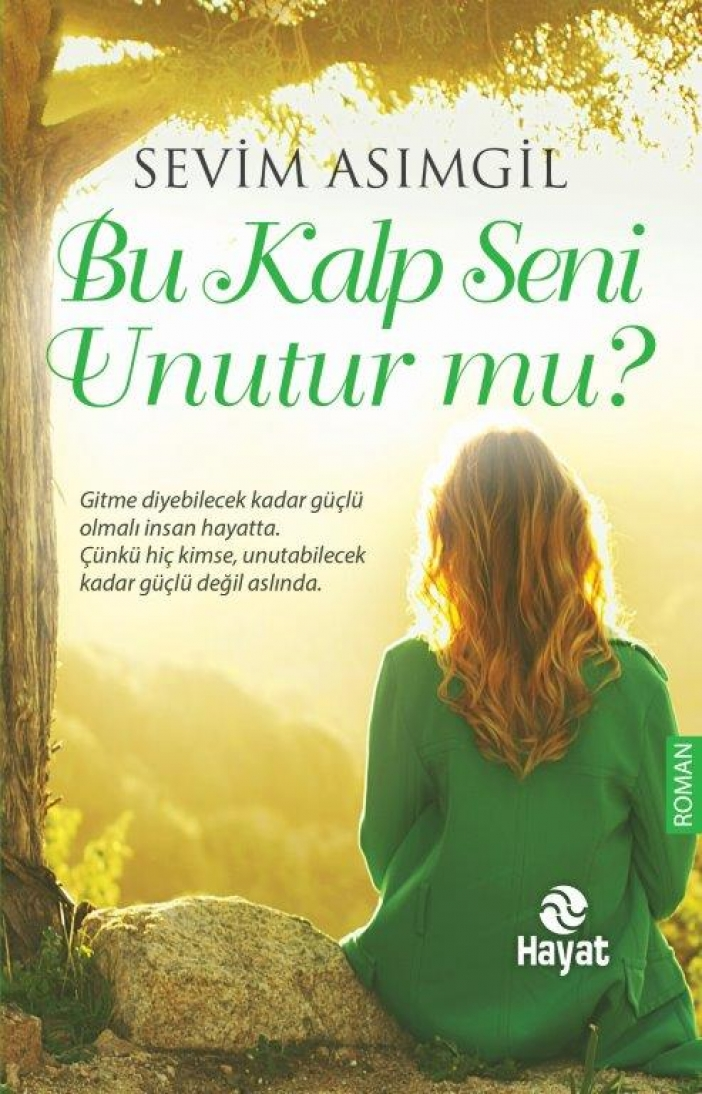 SEVİM ASIMGİL
Bu Kalp Seni
Unutur mu?
Gitme diyebilecek kadar güçlü
olmalı insan hayatta.
Çünkü hiç kimse, unutabilecek
kadar güçlü değil aslında.
ROMAN
Hayat